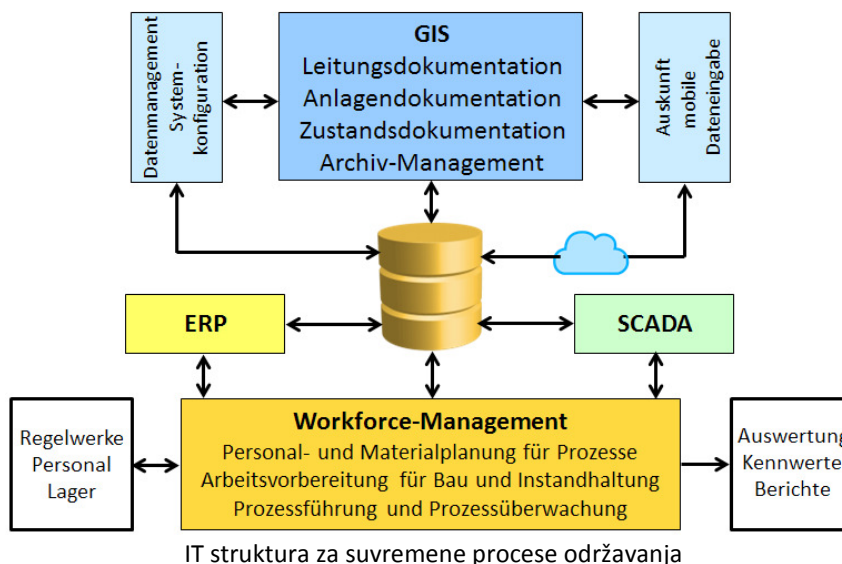 Datenmanagement
System-
konfiguration
GIS
Leitungsdokumentation
Anlagendokumentation
Zustandsdokumentation
Archiv-Management
Auskunft
mobile
Dateneingabe
ERP
SCADA
Regelwerke
Personal
Lager
Workforce-Management
Personal- und Materialplanung für Prozesse
Arbeitsvorbereitung für Bau und Instandhaltung
Prozessführung und Prozessüberwachung
Auswertung
Kennwerte
Berichte
IT struktura za suvremene procese održavanja